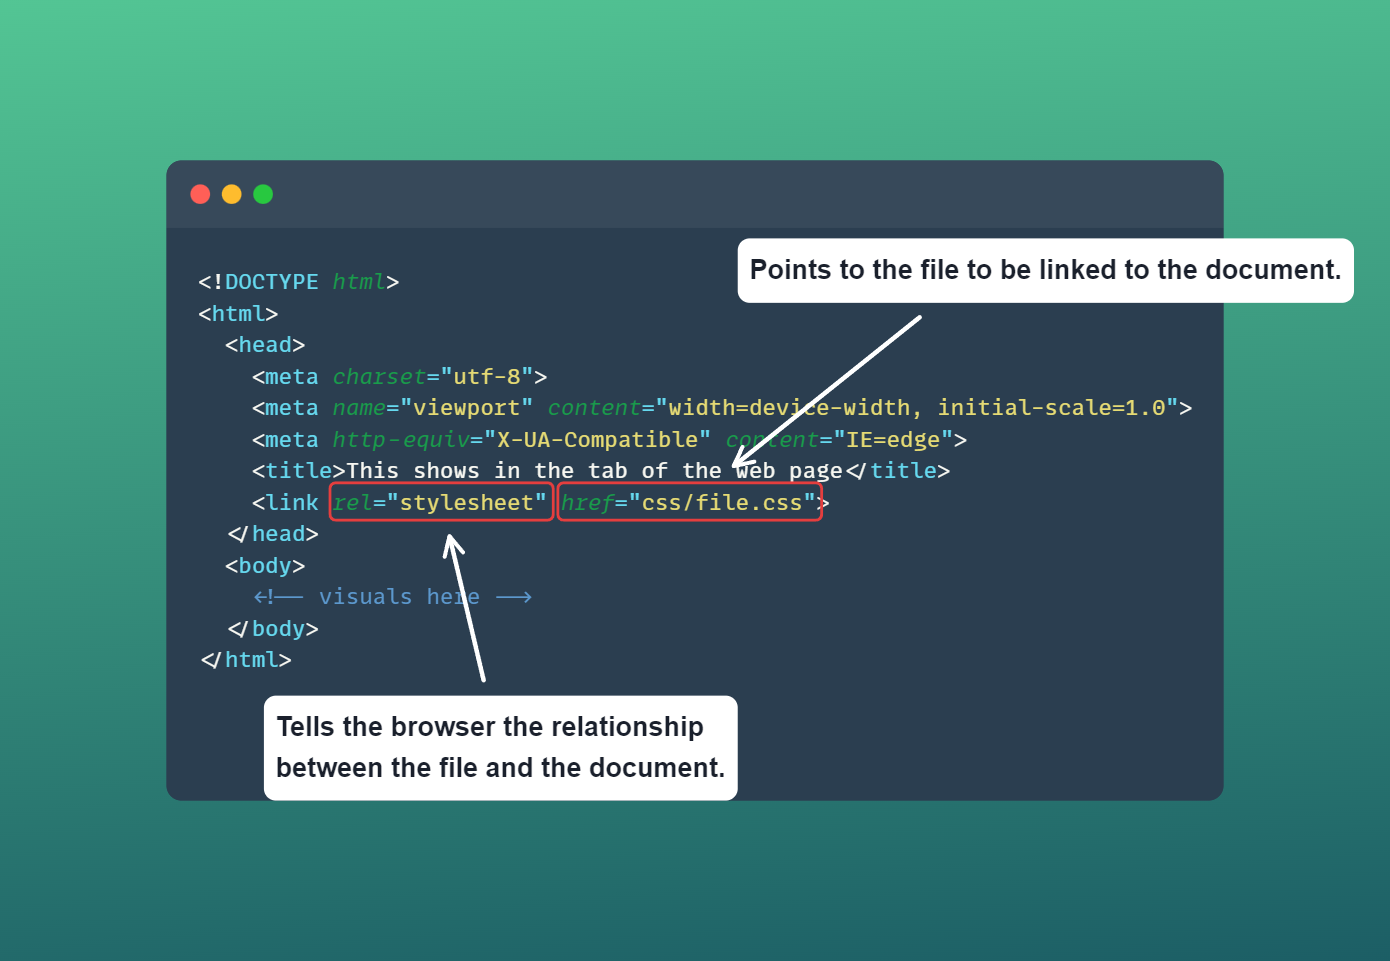 <!DOCTYPE html>
<html>
<head>
<meta charset="utf-8">
<meta name="viewport" content="width=device-width, initial-scale=1.0">
<meta http-equiv="X-UA-Compatible" content="IE=edge">
<title>This shows in the tab of the web page</title>
<link rel="stylesheet" href="css/file.css">
</head>
<body>
<!-- visuals here -->
</body>
</html>
Points to the file to be linked to the document.
Tells the browser the relationship
between the file and the document.